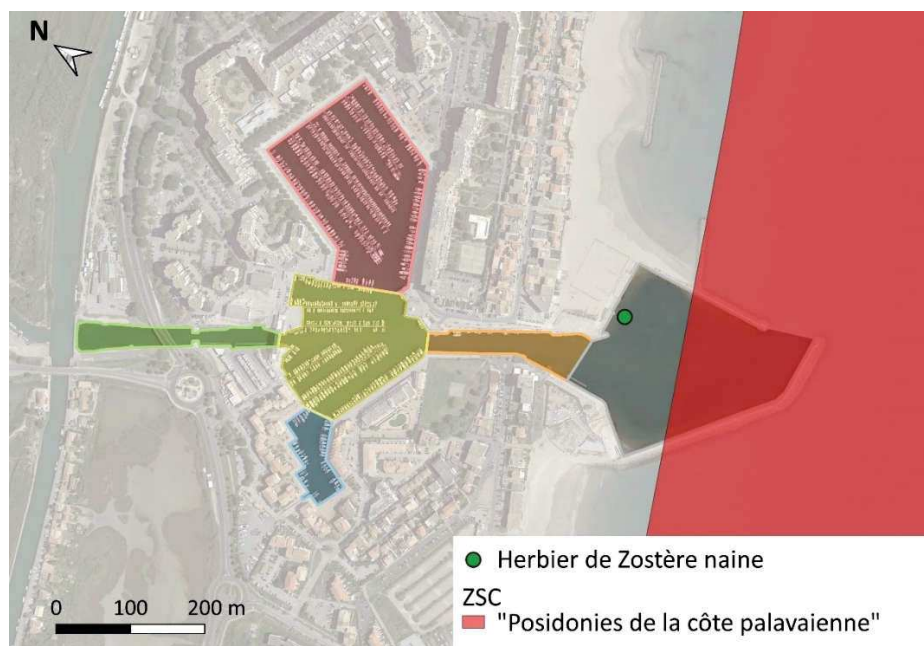 N
Herbier de Zostère naine
ZSC
"Posidonies de la côte palavaienne"
0 100 200 m